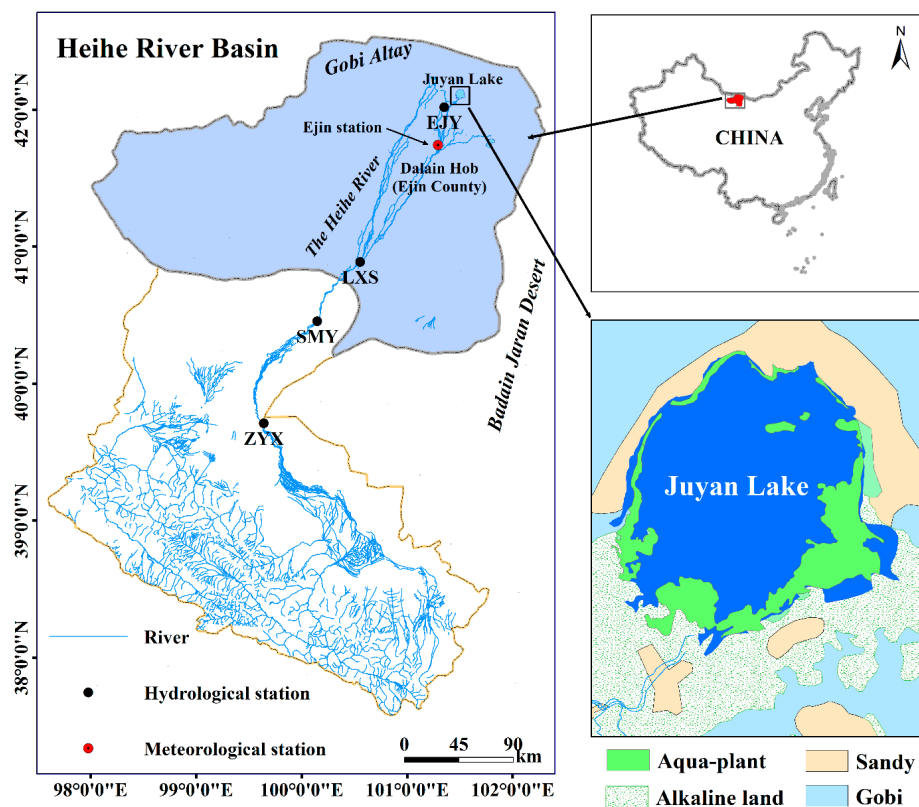 Heihe River Basin
Gobi Altay
Juyan Lake
EJY
Ejin station
Dalain Hob
(Ejin County)
The Heihe River
LXS
SMY
Badain Jaran Desert
ZYX
River
Hydrological station
Meteorological station
0 45 90
km
42°0'0"N
41°0'0"N
40°0'0"N
39°0'0"N
38°0'0"N
98°0'0"E 99°0'0"E 100°0'0"E 101°0'0"E 102°0'0"E
N
CHINA
Juyan Lake
Aqua-plant
Sandy
Alkaline land
Gobi